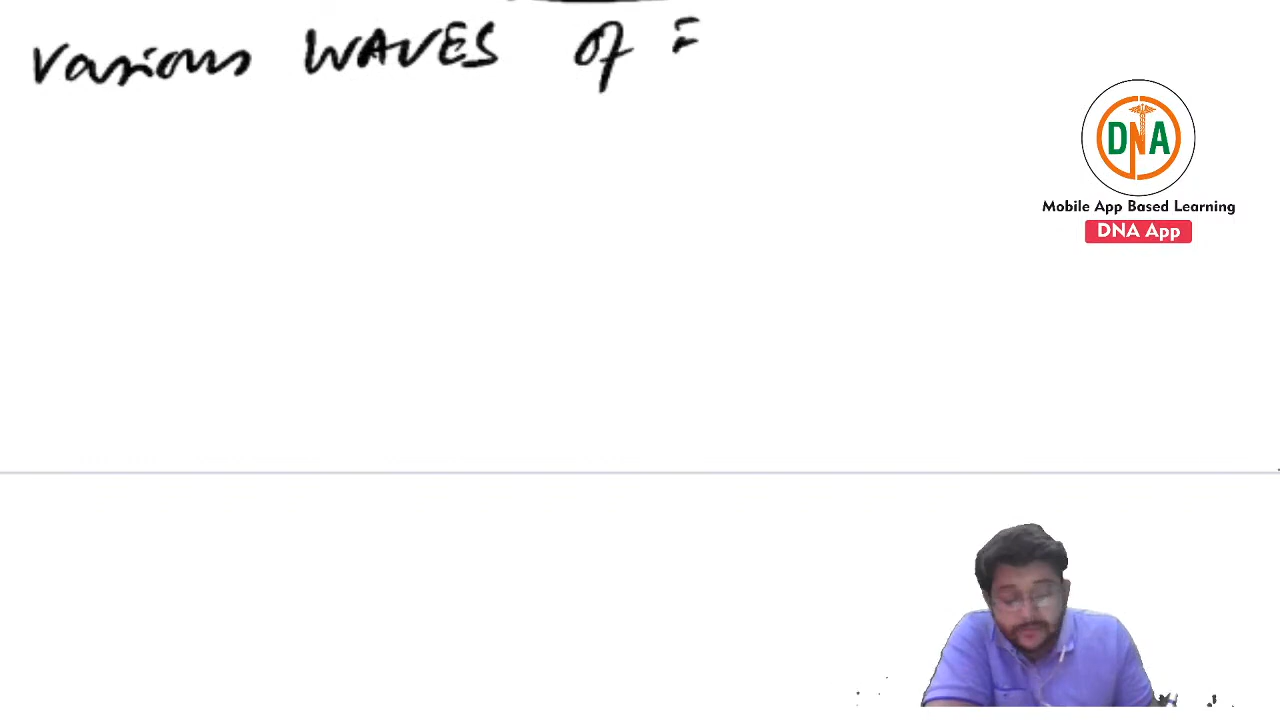 various WAVES of
DNA
Mobile App Based Learning
DNA App